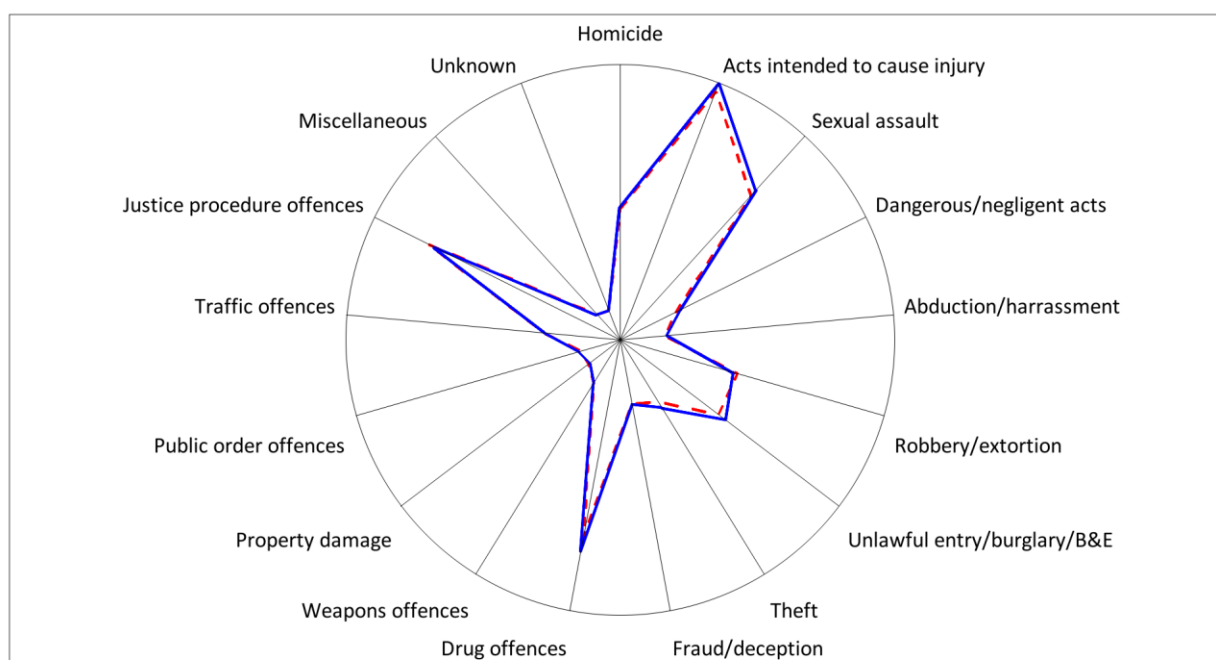 Homicide
Unknown
Acts intended to cause injury
Miscellaneous
Sexual assault
Justice procedure offences
Dangerous/negligent acts
Traffic offences
Abduction/harrassment
Public order offences
Robbery/extortion
Property damage
Unlawful entry/burglary/B&E
Weapons offences
Theft
Drug offences
Fraud/deception